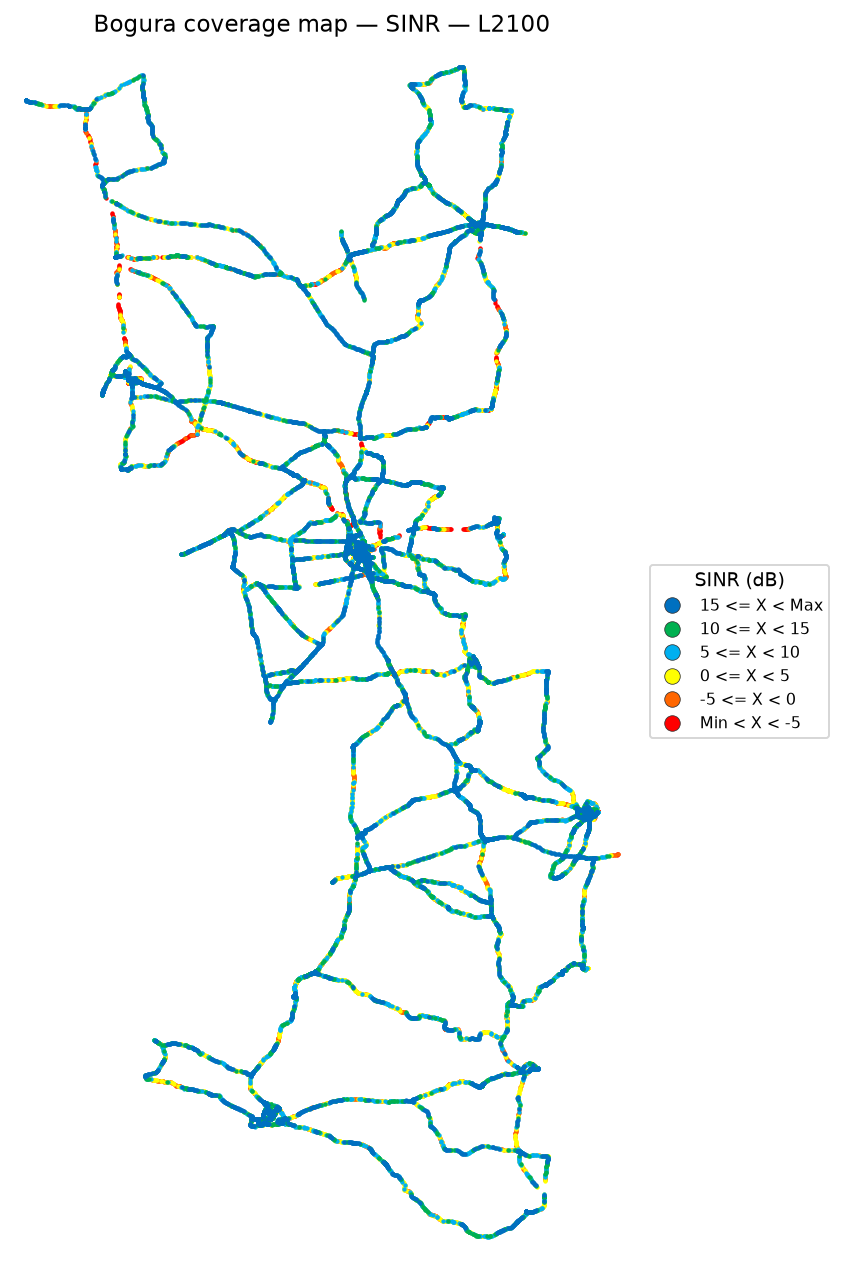 Bogura coverage map — SINR — L2100
SINR (dB)
15 <= X < Max
10 <= X < 15
5 <= X < 10
0 <= X < 5
-5 <= X < 0
Min < X < -5